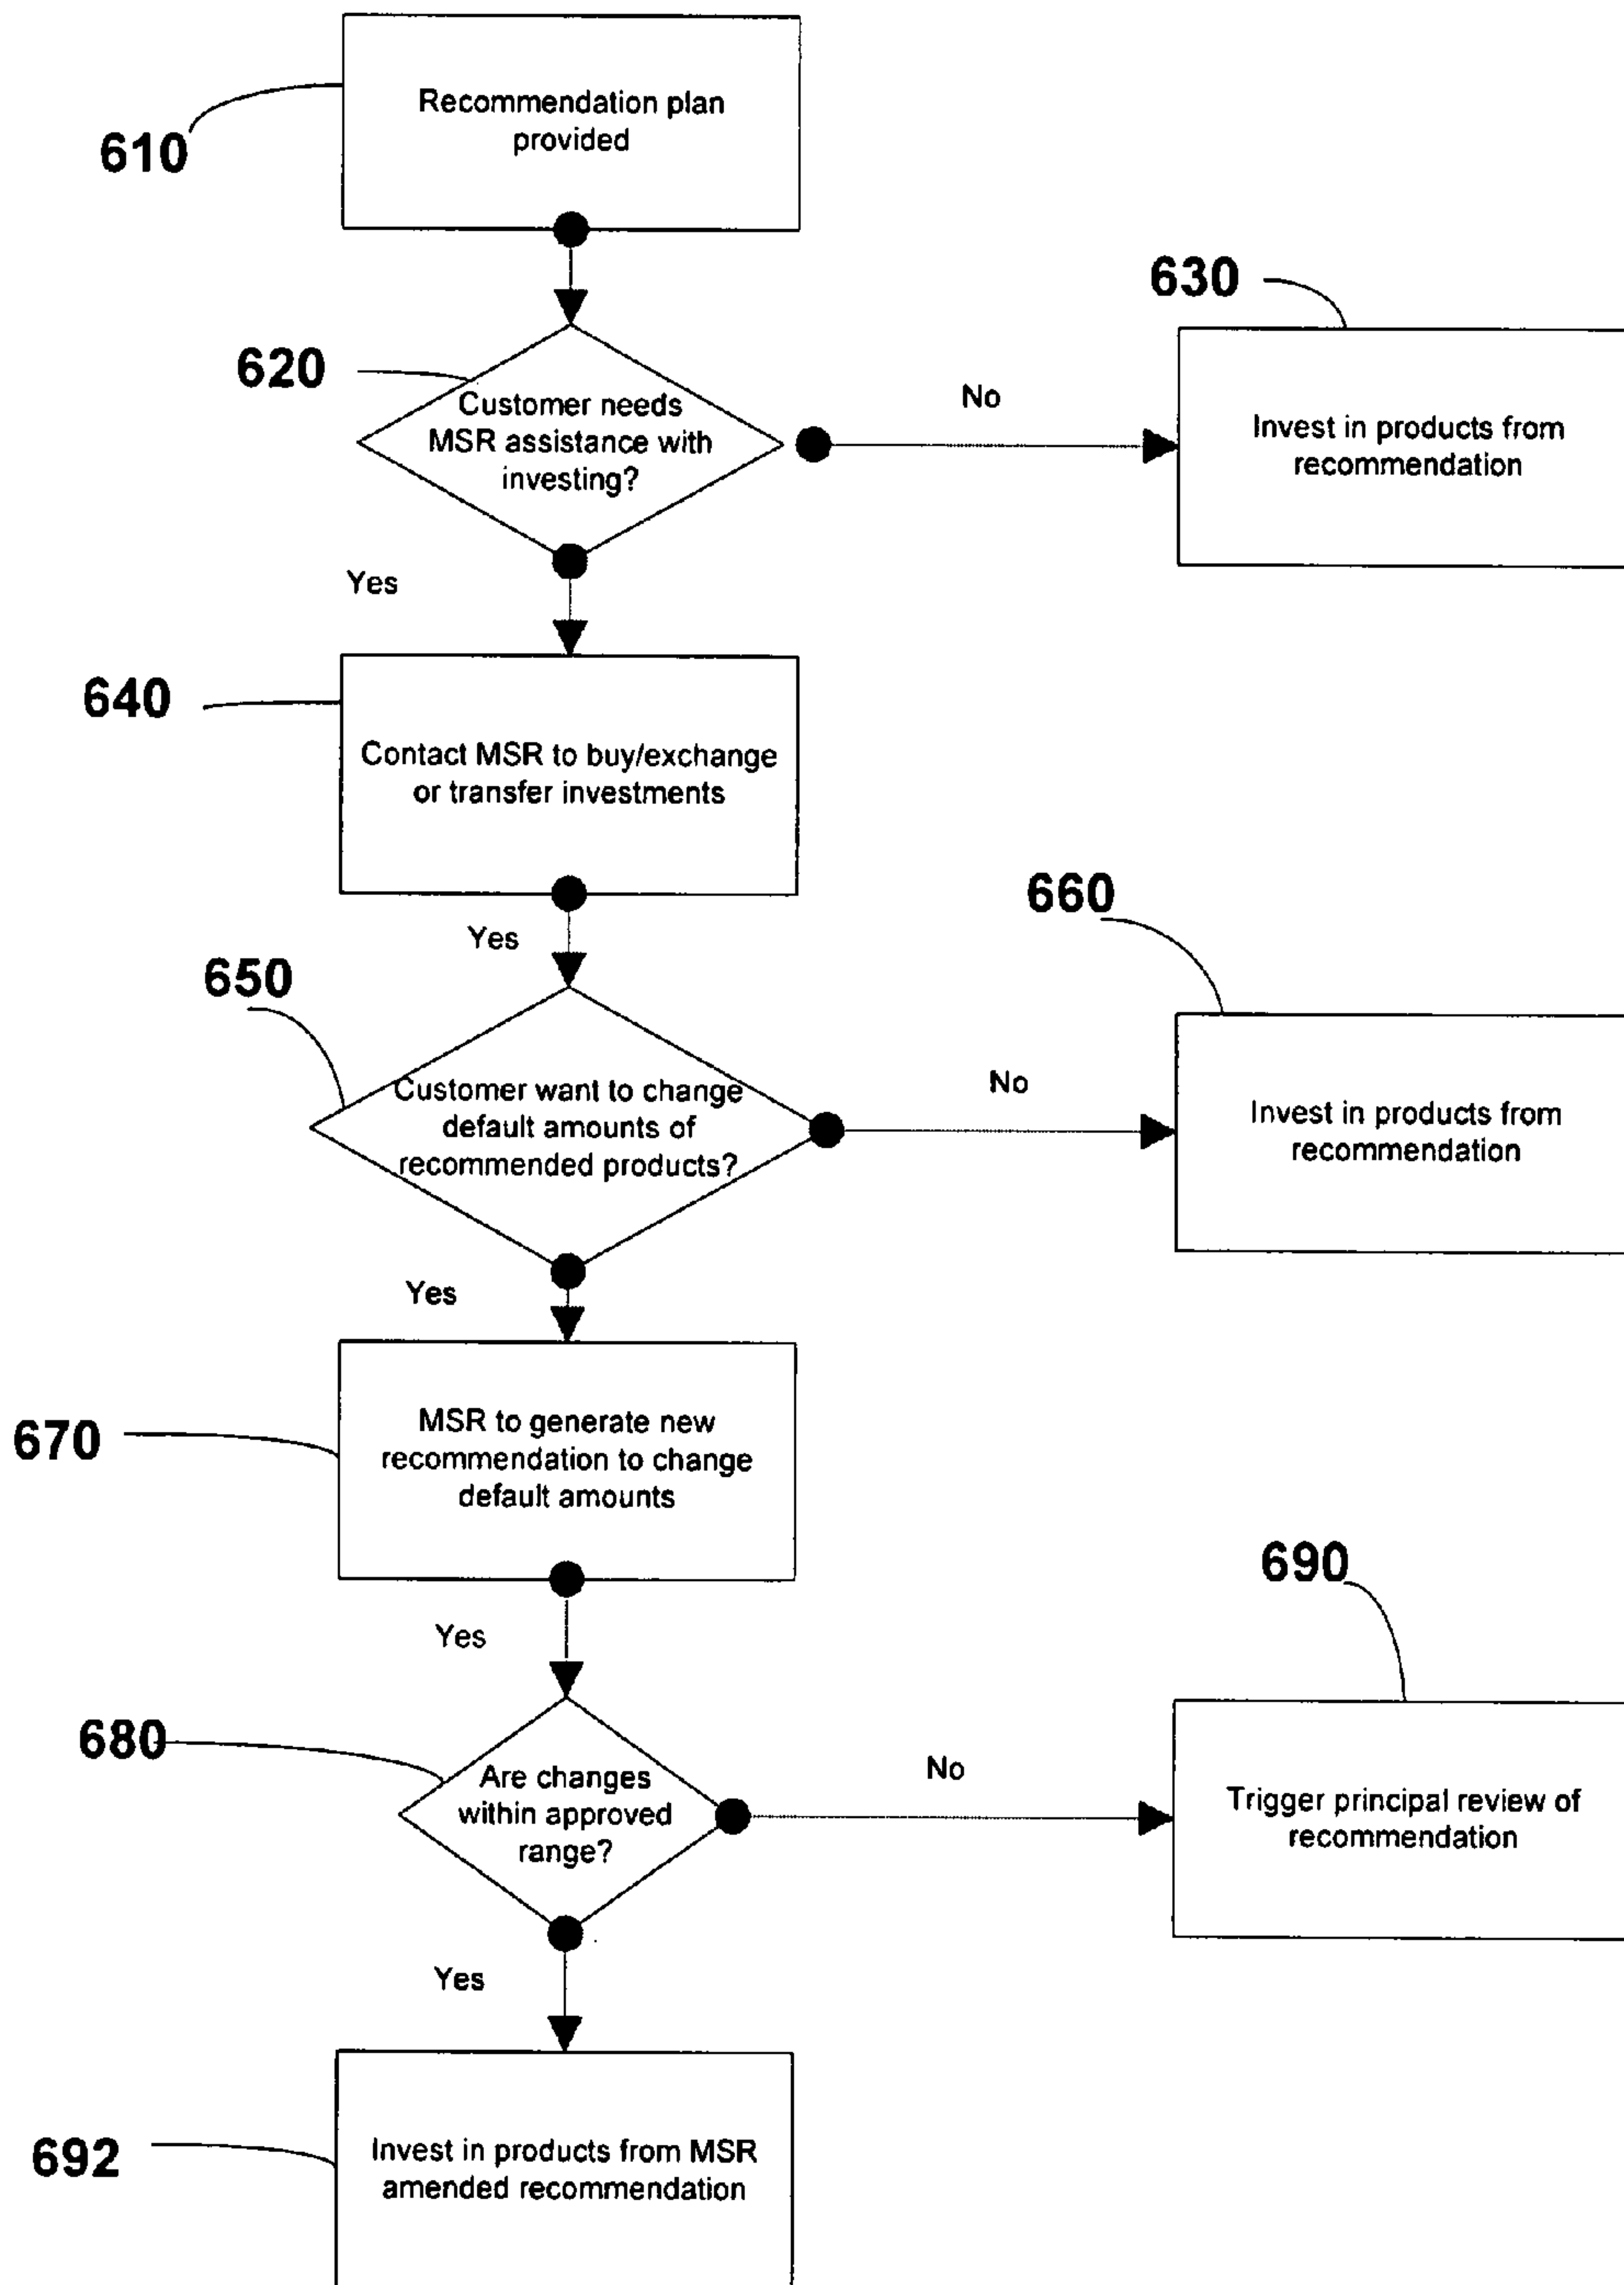 Recommendation plan
provided
610
630
620
Customer needs
MSR assistance with
investing?
No
Invest in products from
recommendation
Yes
640
Contact MSR to buy/exchange
or transfer investments
660
Yes
650
Customer want to change
default amounts of
recommended products?
No
Invest in products from
recommendation
Yes
670
MSR to generate new
recommendation to change
default amounts
690
Yes
680
Are changes
within approved
range?
No
Trigger principal review of
recommendation
Yes
692
Invest in products from MSR
amended recommendation